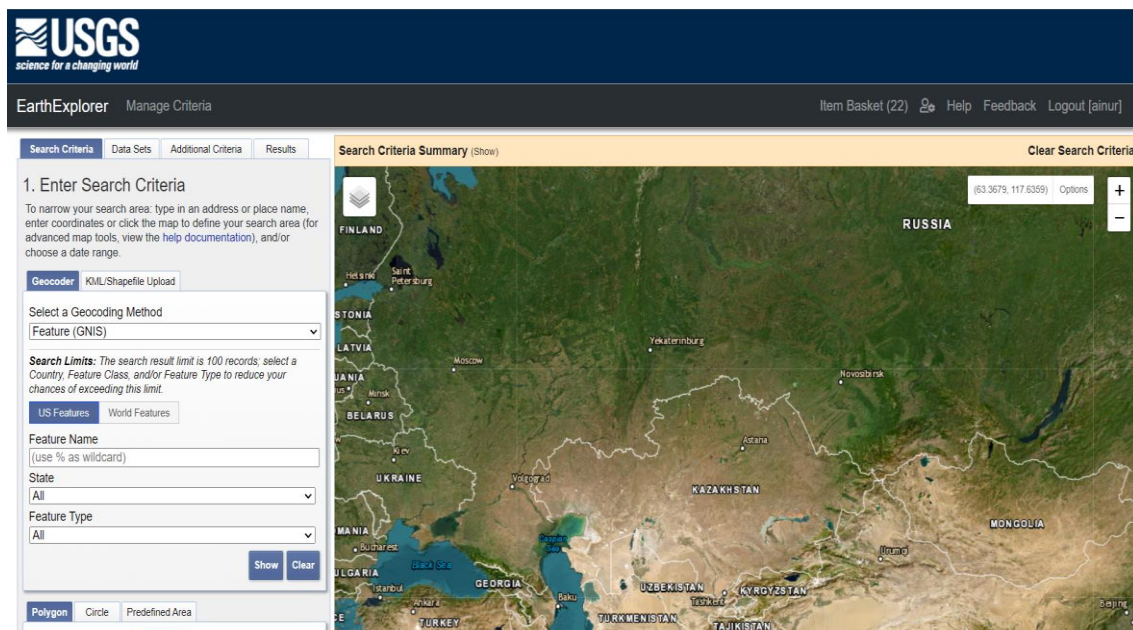 USGS
science for a changing world
EarthExplorer Manage Criteria Item Basket (22) Help Feedback Logout [ainur]
Search Criteria Data Sets Additional Criteria Results
1. Enter Search Criteria
To narrow your search area: type in an address or place name,
enter coordinates or click the map to define your search area (for
advanced map tools, view the help documentation), and/or
choose a date range.
Geocoder KML/Shapefile Upload
Select a Geocoding Method
Feature (GNIS)
Search Limits: The search result limit is 100 records; select a
Country, Feature Class, and/or Feature Type to reduce your
chances of exceeding this limit.
US Features World Features
Feature Name
(use % as wildcard)
State
All
Feature Type
All
Show Clear
Polygon Circle Predefined Area
Search Criteria Summary (Show) Clear Search Criteria
(63.3679, 117.6359) Options
+
−
RUSSIA
FINLAND
Helsinki
Saint
Petersburg
STONIA
LATVIA
Yekaterinburg
Moscow
Novosibirsk
UANIA
us
Minsk
BELARUS
Astana
Kiev
UKRAINE
Volgograd
KAZAKHSTAN
MONGOLIA
MANIA
Bucharest
Caspian
Sea
Urumqi
Black Sea
LGARIA
GEORGIA
Istanbul
UZBEKISTAN
KYRGYZSTAN
Baku
Tashkent
Ankara
Beijing
CE
TURKEY
TURKMENISTAN
TAJIKISTAN